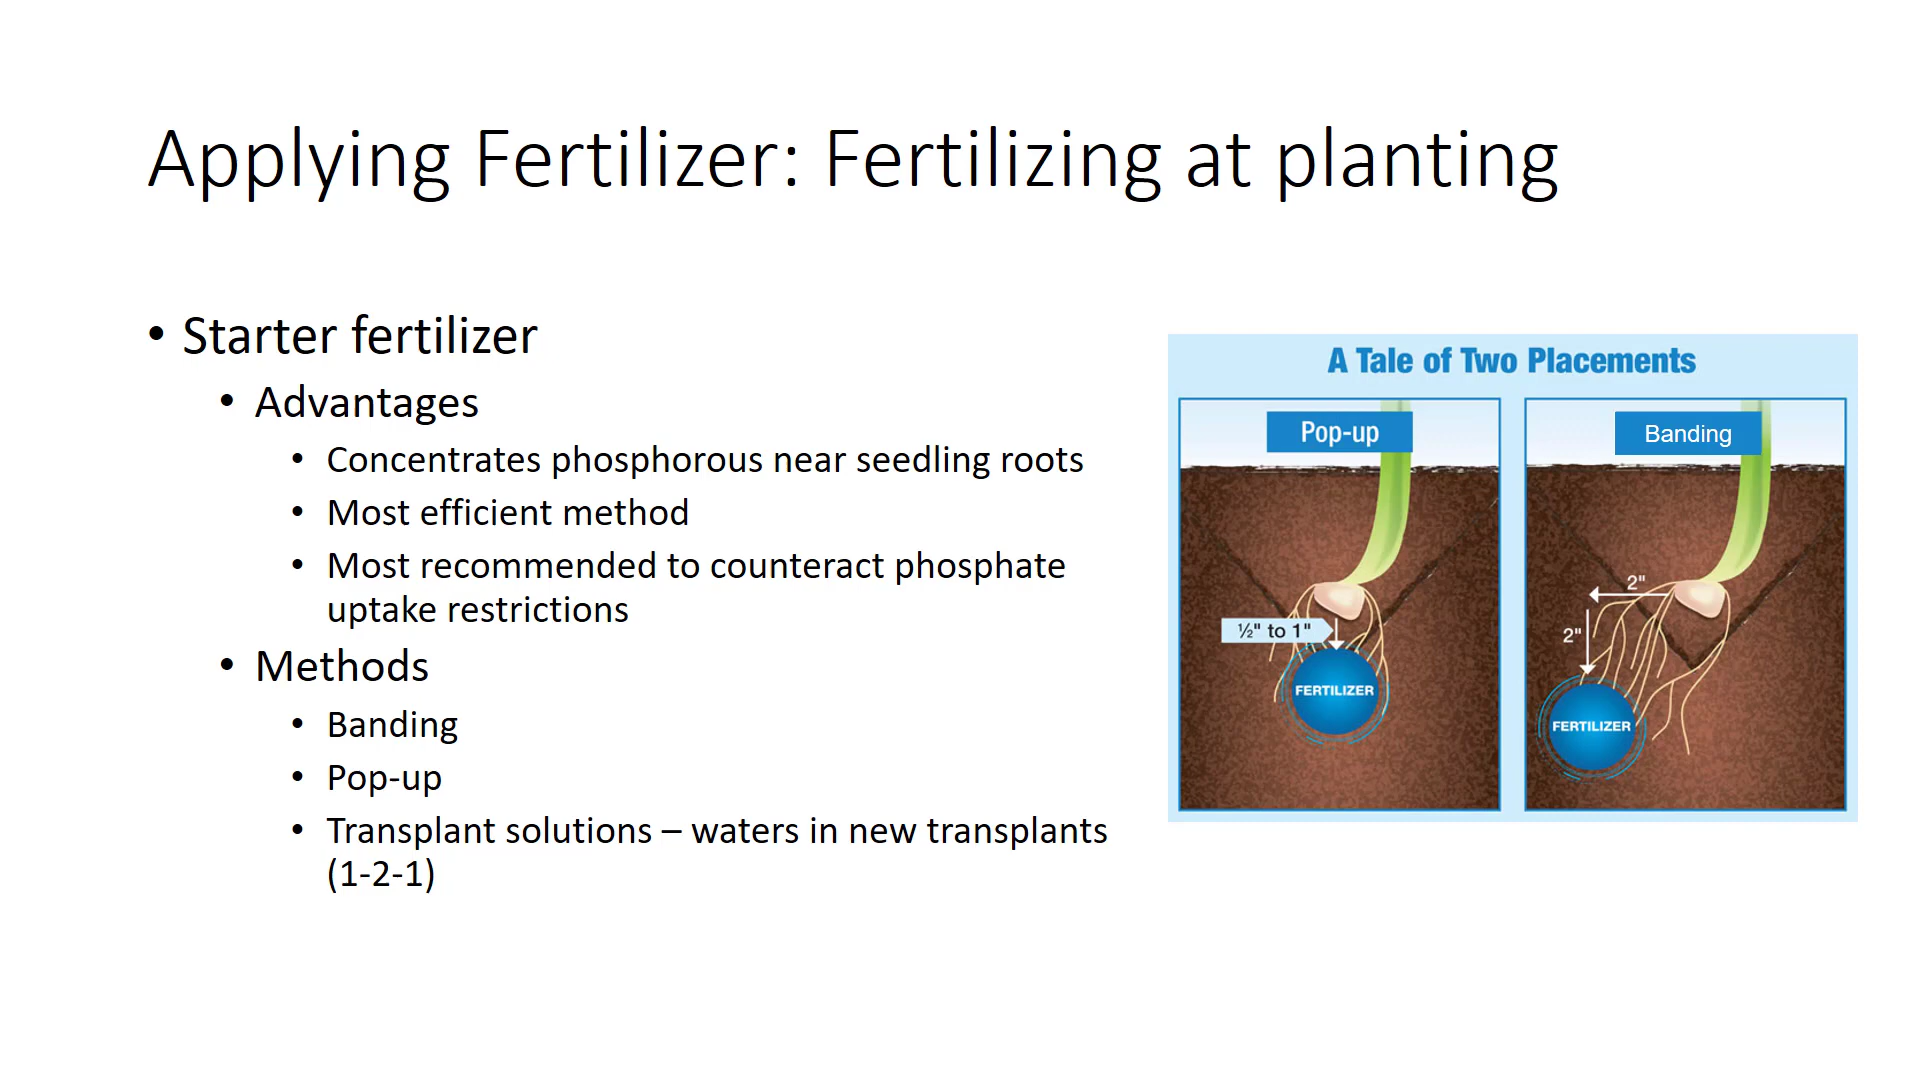 Applying Fertilizer: Fertilizing at planting
• Starter fertilizer
• Advantages
• Concentrates phosphorous near seedling roots
• Most efficient method
• Most recommended to counteract phosphate
uptake restrictions
• Methods
• Banding
• Pop-up
• Transplant solutions – waters in new transplants
(1-2-1)
A Tale of Two Placements
Pop-up
½" to 1"
FERTILIZER
Banding
2"
2"
FERTILIZER